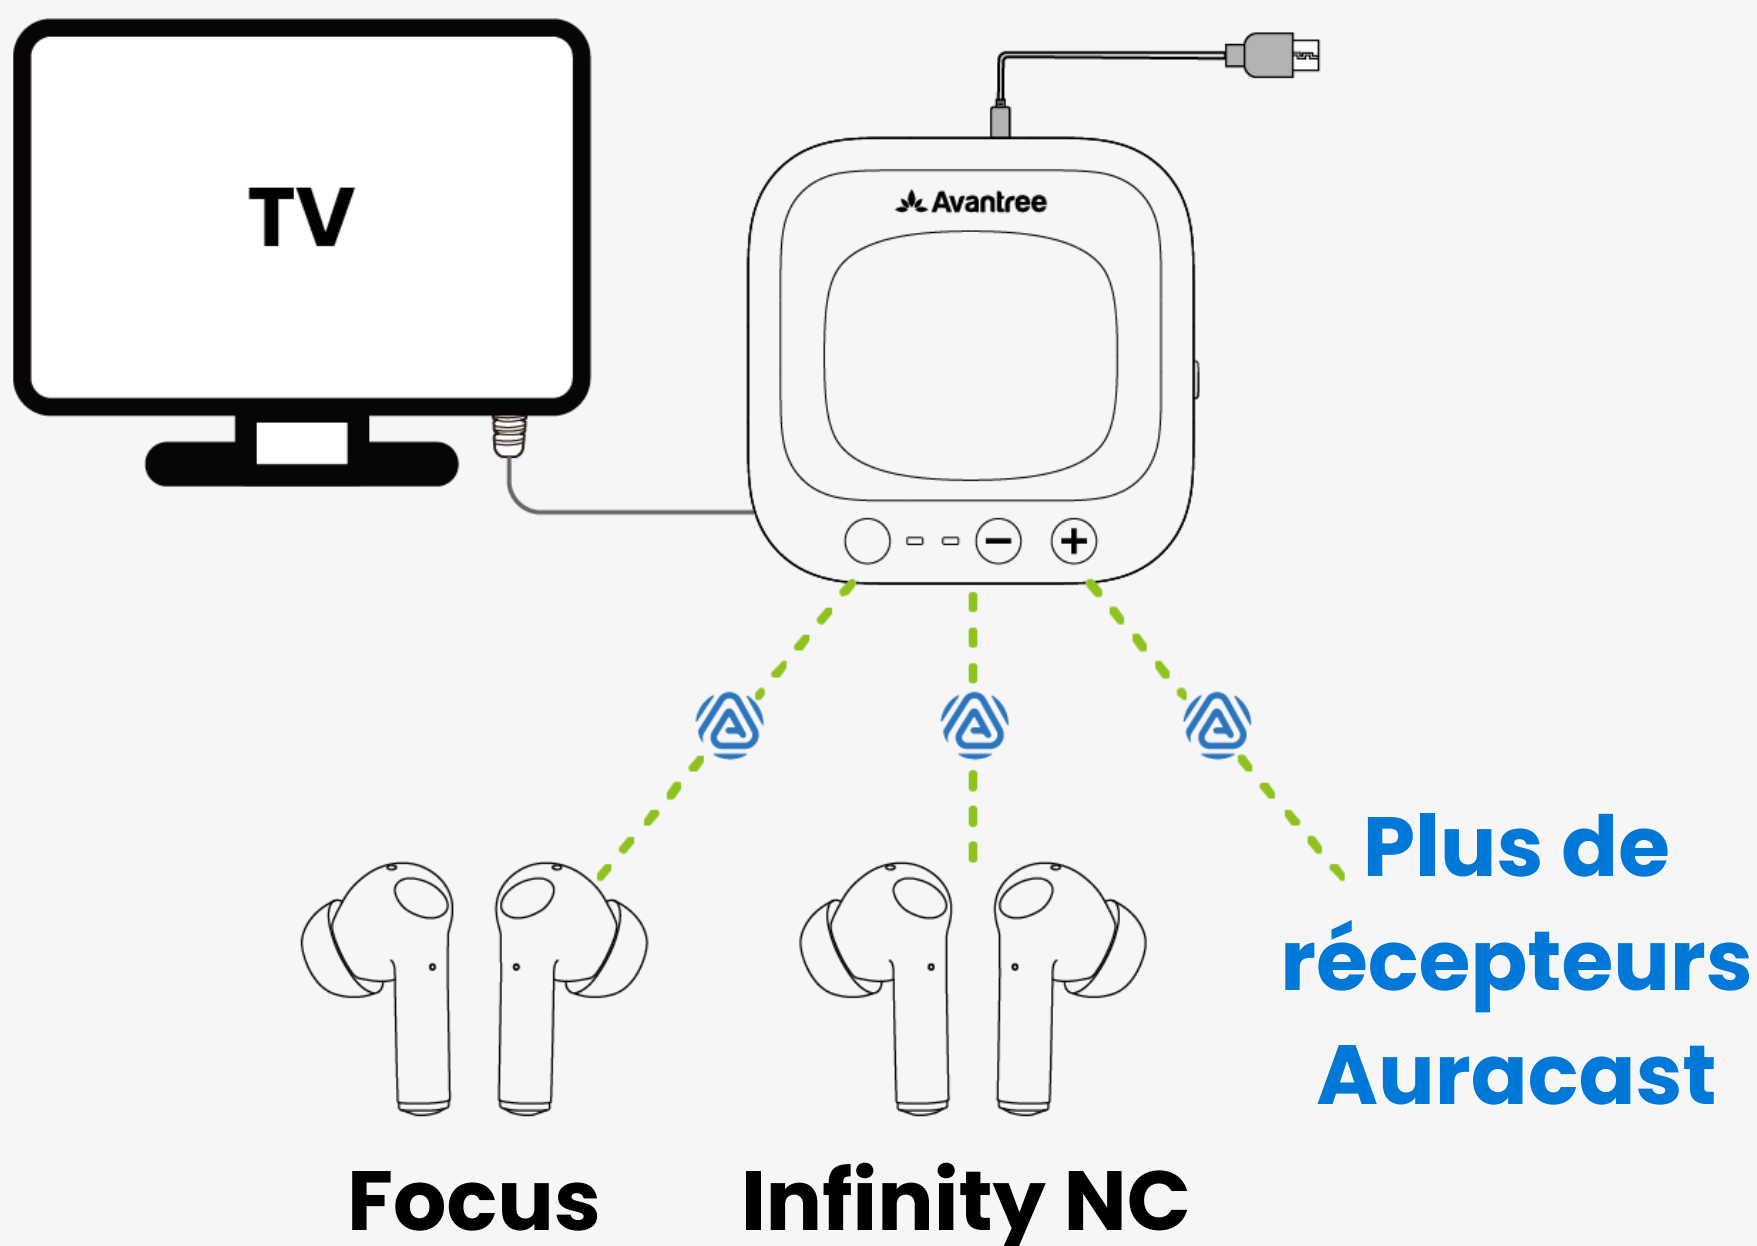 TV
Avantree
Plus de
récepteurs
Auracast
Focus
Infinity NC